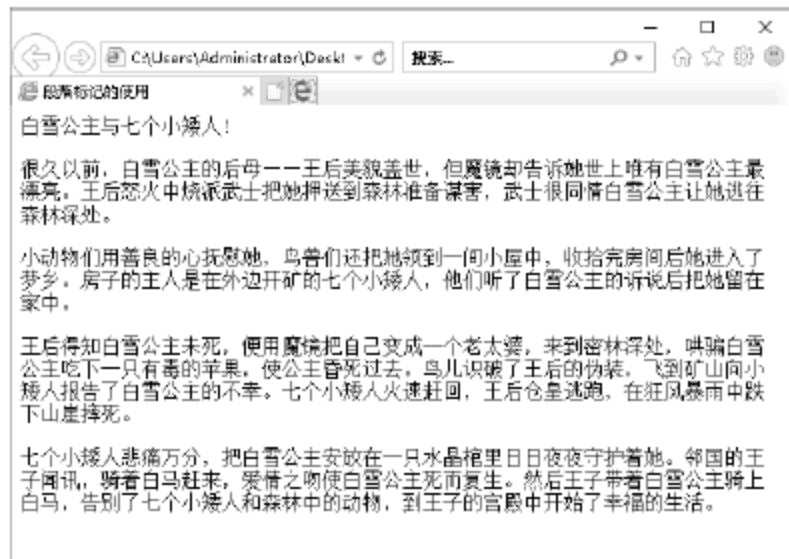 C:\Users\Administrator\Deskt
搜索...
段落标记的使用
白雪公主与七个小矮人！
很久以前，白雪公主的后母——王后美貌盖世，但魔镜却告诉她世上唯有白雪公主最
漂亮，王后怒火中烧派武士把她押送到森林准备谋害，武士很同情白雪公主让她逃往
森林深处。
小动物们用善良的心抚慰她，鸟兽们还把她领到一间小屋中，收拾完房间后她进入了
梦乡。房子的主人是在外边开矿的七个小矮人，他们听了白雪公主的诉说后把她留在
家中。
王后得知白雪公主未死，便用魔镜把自己变成一个老太婆，来到密林深处，哄骗白雪
公主吃下一只有毒的苹果，使公主昏死过去。鸟儿识破了王后的伪装，飞到矿山向小
矮人报告了白雪公主的不幸。七个小矮人火速赶回，王后仓皇逃跑，在狂风暴雨中跌
下山崖摔死。
七个小矮人悲痛万分，把白雪公主安放在一只水晶棺里日日夜夜守护着她。邻国的王
子闻讯，骑着白马赶来，爱情之吻使白雪公主死而复生。然后王子带着白雪公主骑上
白马，告别了七个小矮人和森林中的动物，到王子的宫殿中开始了幸福的生活。